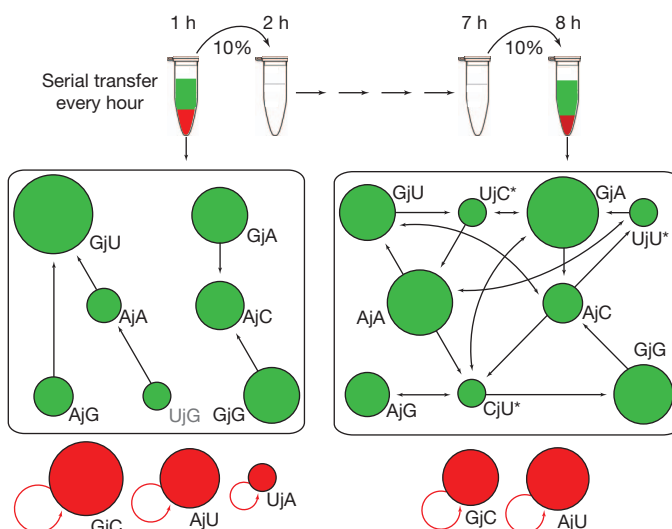 1 h 2 h 7 h 8 h
10% 10%
Serial transfer
every hour
GjU GjA
AjA AjC
AjG UjG GjG
GjU UjC* GjA UjU*
AjA AjC
GjG
AjG CjU*
GjC AjU UjA
GjC AjU